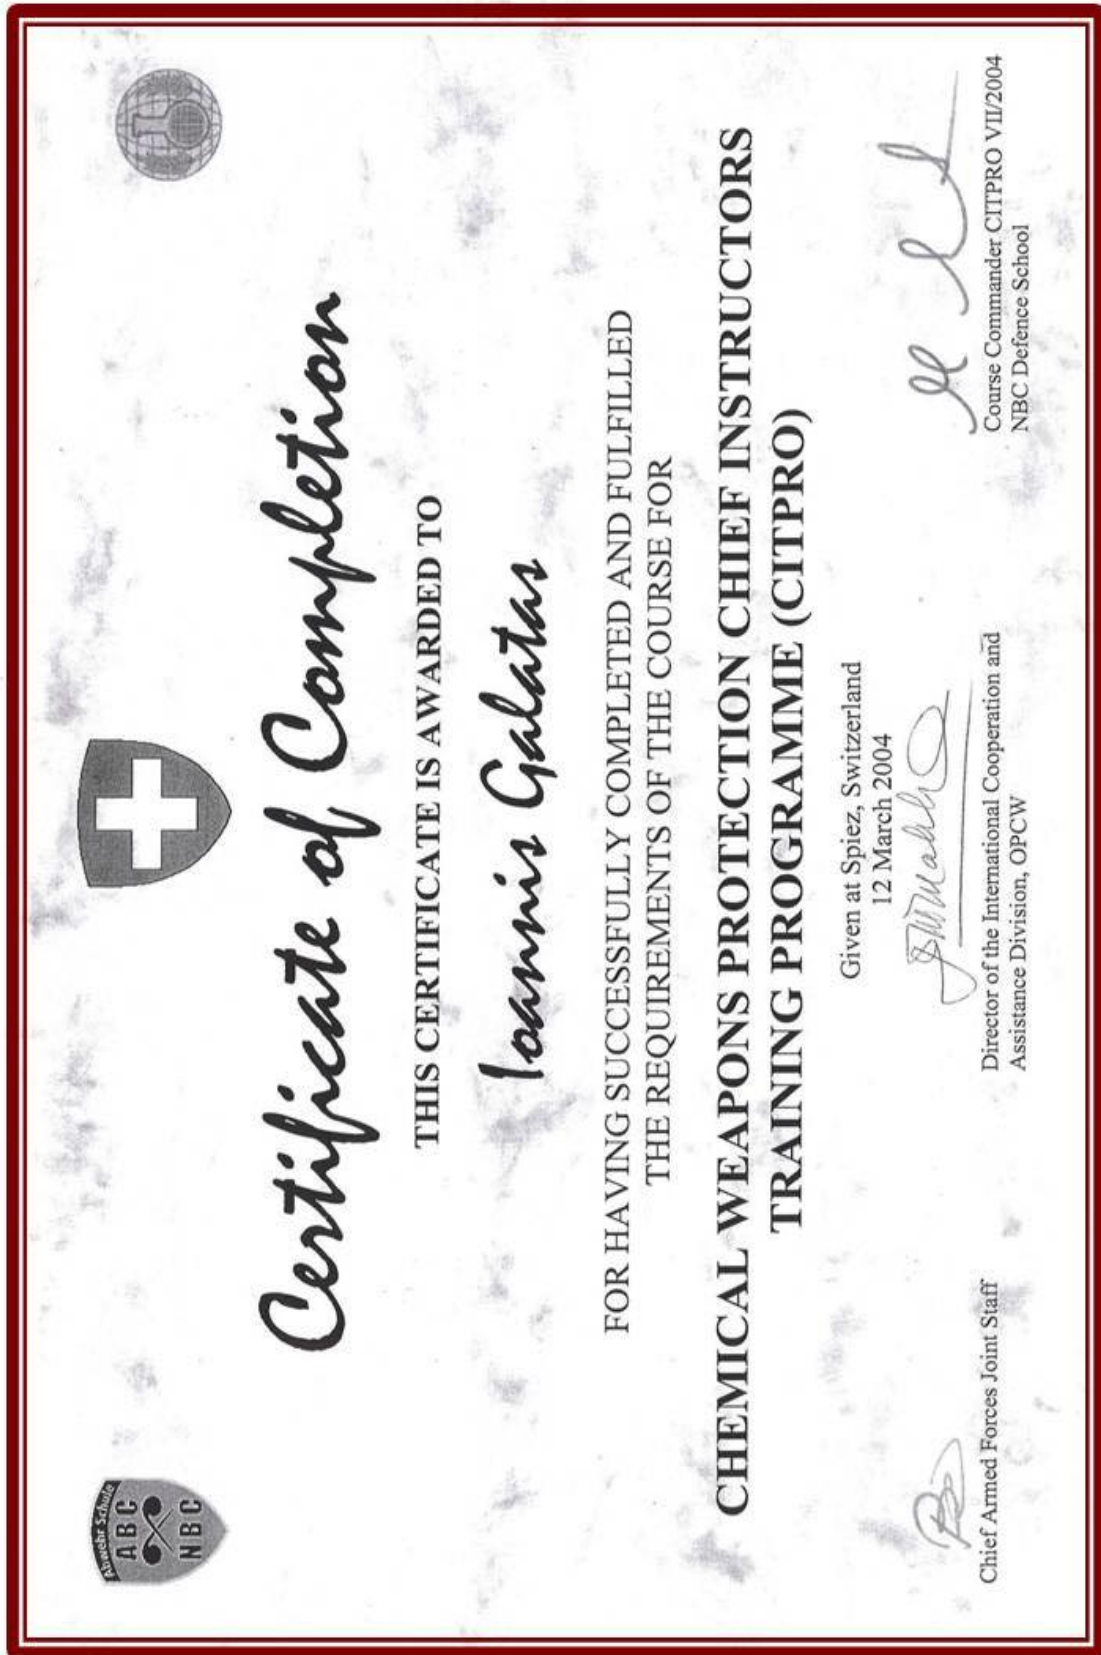 Abwehr Schule
ABC
NBC
Certificate of Completion
THIS CERTIFICATE IS AWARDED TO
Ioannis Galatas
FOR HAVING SUCCESSFULLY COMPLETED AND FULFILLED
THE REQUIREMENTS OF THE COURSE FOR
CHEMICAL WEAPONS PROTECTION CHIEF INSTRUCTORS
TRAINING PROGRAMME (CITPRO)
Given at Spiez, Switzerland
12 March 2004
Chief Armed Forces Joint Staff
Director of the International Cooperation and
Assistance Division, OPCW
Course Commander CITPRO VII/2004
NBC Defence School